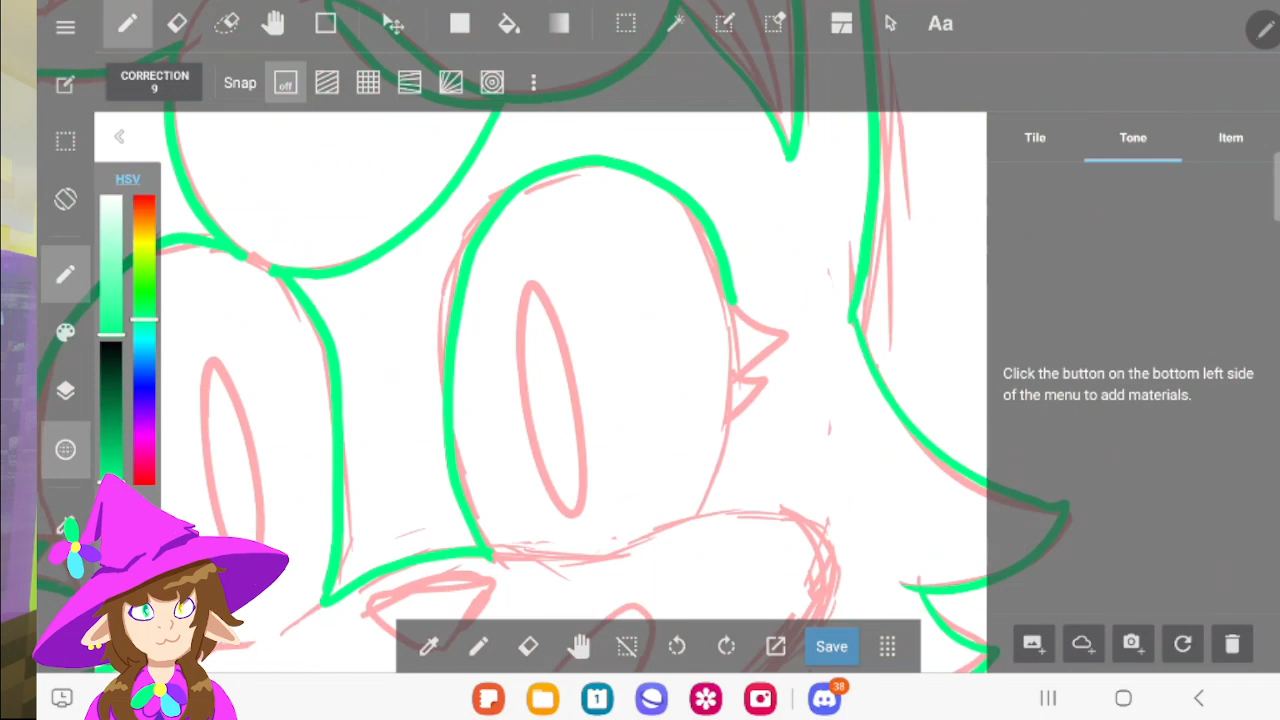 Aa
CORRECTION
9
Snap
off
HSV
Tile Tone Item
Click the button on the bottom left side
of the menu to add materials.
Save
1
38